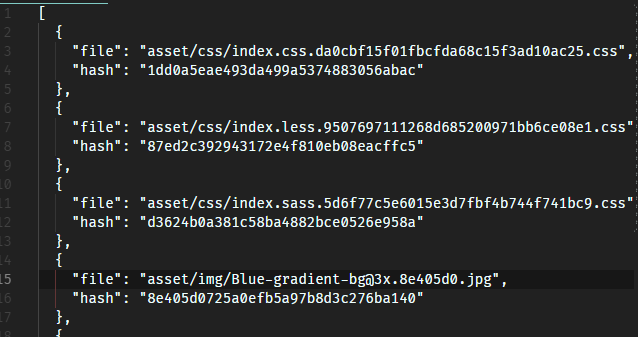 1 [
2 {
3 "file": "asset/css/index.css.da0cbf15f01fbcfda68c15f3ad10ac25.css",
4 "hash": "1dd0a5eae493da499a5374883056abac"
5 },
6 {
7 "file": "asset/css/index.less.9507697111268d685200971bb6ce08e1.css"
8 "hash": "87ed2c392943172e4f810eb08eacffc5"
9 },
10 {
11 "file": "asset/css/index.sass.5d6f77c5e6015e3d7fbf4b744f741bc9.css"
12 "hash": "d3624b0a381c58ba4882bce0526e958a"
13 },
14 {
15 "file": "asset/img/Blue-gradient-bg@3x.8e405d0.jpg",
16 "hash": "8e405d0725a0efb5a97b8d3c276ba140"
17 },
18 {